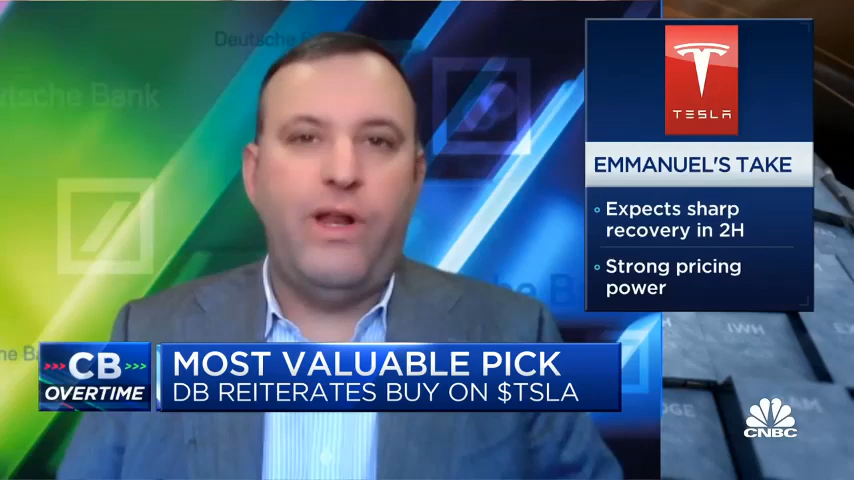 Deutsche Bank
TESLA
EMMANUEL'S TAKE
Expects sharp
recovery in 2H
Strong pricing
power
CB
OVERTIME
MOST VALUABLE PICK
DB REITERATES BUY ON $TSLA
IWH
CNBC